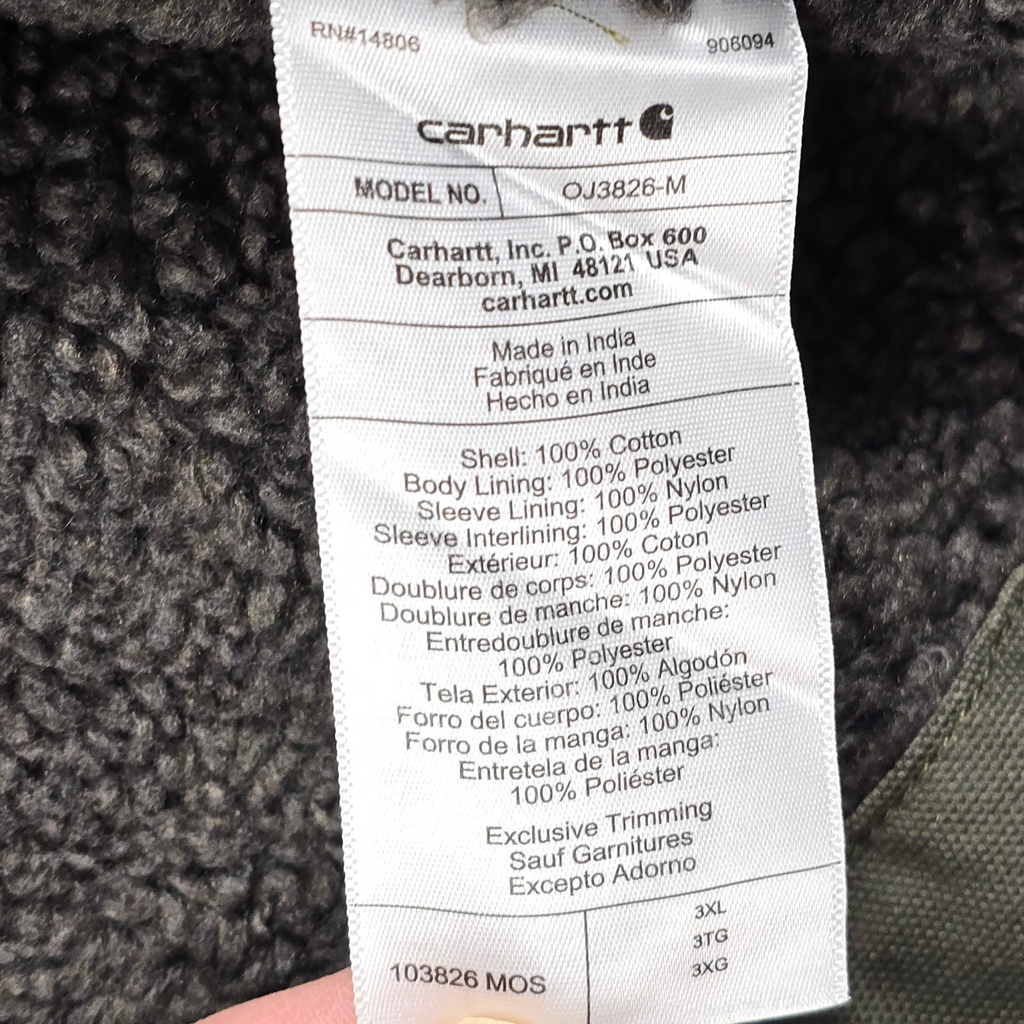 RN#14806
906094
carhartt
MODEL NO. OJ3826-M
Carhartt, Inc. P.O. Box 600
Dearborn, MI 48121 USA
carhartt.com
Made in India
Fabriqué en Inde
Hecho en India
Shell: 100% Cotton
Body Lining: 100% Polyester
Sleeve Lining: 100% Nylon
Sleeve Interlining: 100% Polyester
Extérieur: 100% Coton
Doublure de corps: 100% Polyester
Doublure de manche: 100% Nylon
Entredoublure de manche:
100% Polyester
Tela Exterior: 100% Algodón
Forro del cuerpo: 100% Poliéster
Forro de la manga: 100% Nylon
Entretela de la manga:
100% Poliéster
Exclusive Trimming
Sauf Garnitures
Excepto Adorno
103826 MOS
3XL
3TG
3XG